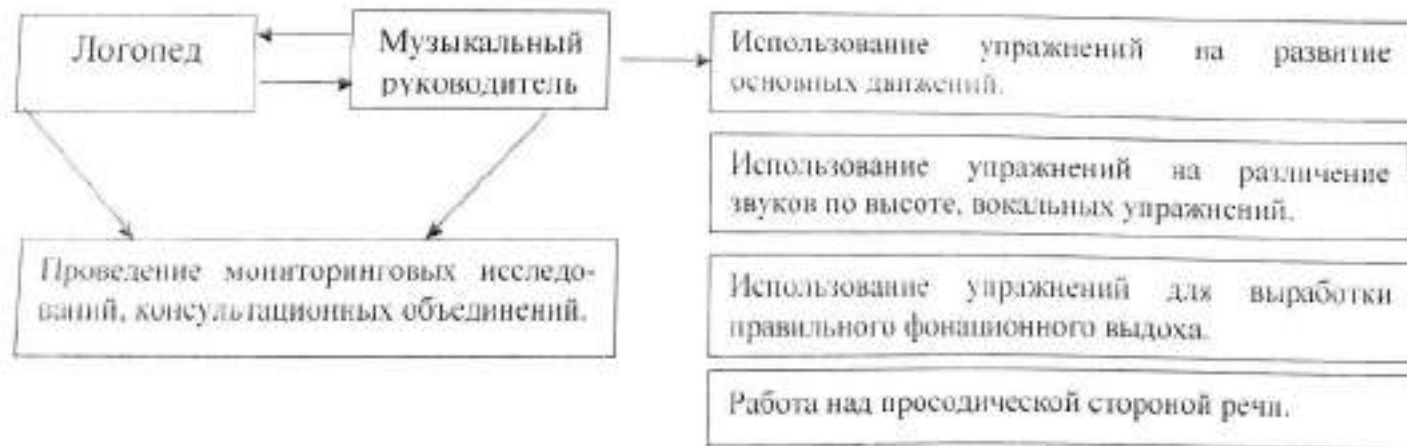 Логопед
Музыкальный
руководитель
Использование упражнений на развитие
основных движений.
Использование упражнений на различение
звуков по высоте, вокальных упражнений.
Проведение мониторинговых исследо-
ваний, консультационных объединений.
Использование упражнений для выработки
правильного фонационного выдоха.
Работа над просодической стороной речи.